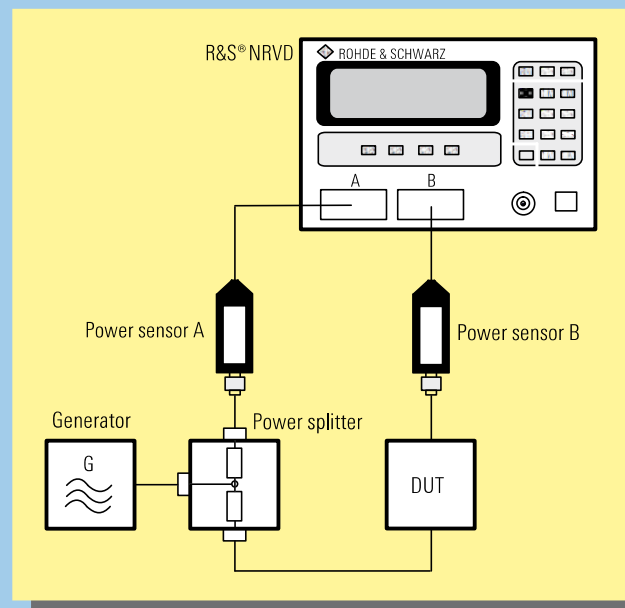 R&S® NRVD
ROHDE & SCHWARZ
A
B
Power sensor A
Power sensor B
Generator
Power splitter
G
DUT